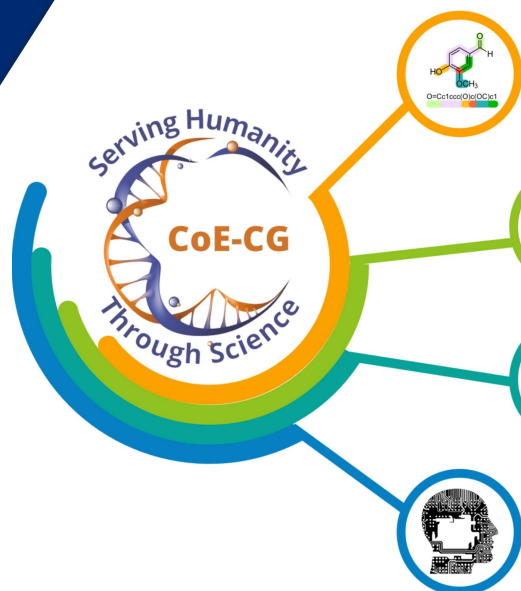 Serving Humanity
CoE-CG
Through Science
O
H
HO
OCH₃
O=Cc1ccc(O)c(OC)c1